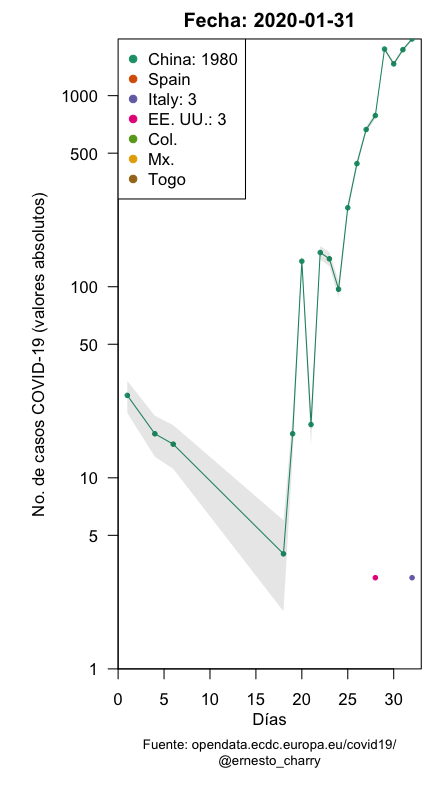 Fecha: 2020-01-31
China: 1980
Spain
Italy: 3
EE. UU.: 3
Col.
Mx.
Togo
No. de casos COVID-19 (valores absolutos)
1000
500
100
50
10
5
1
0 5 10 15 20 25 30
Días
Fuente: opendata.ecdc.europa.eu/covid19/
@ernesto_charry